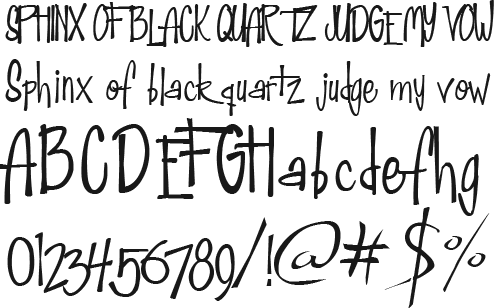 SPHINX OF BLACK QUARTZ JUDGE MY VOW
Sphinx of black quartz judge my vow
ABCDEFGHabcdefhg
0123456789/!@#$%